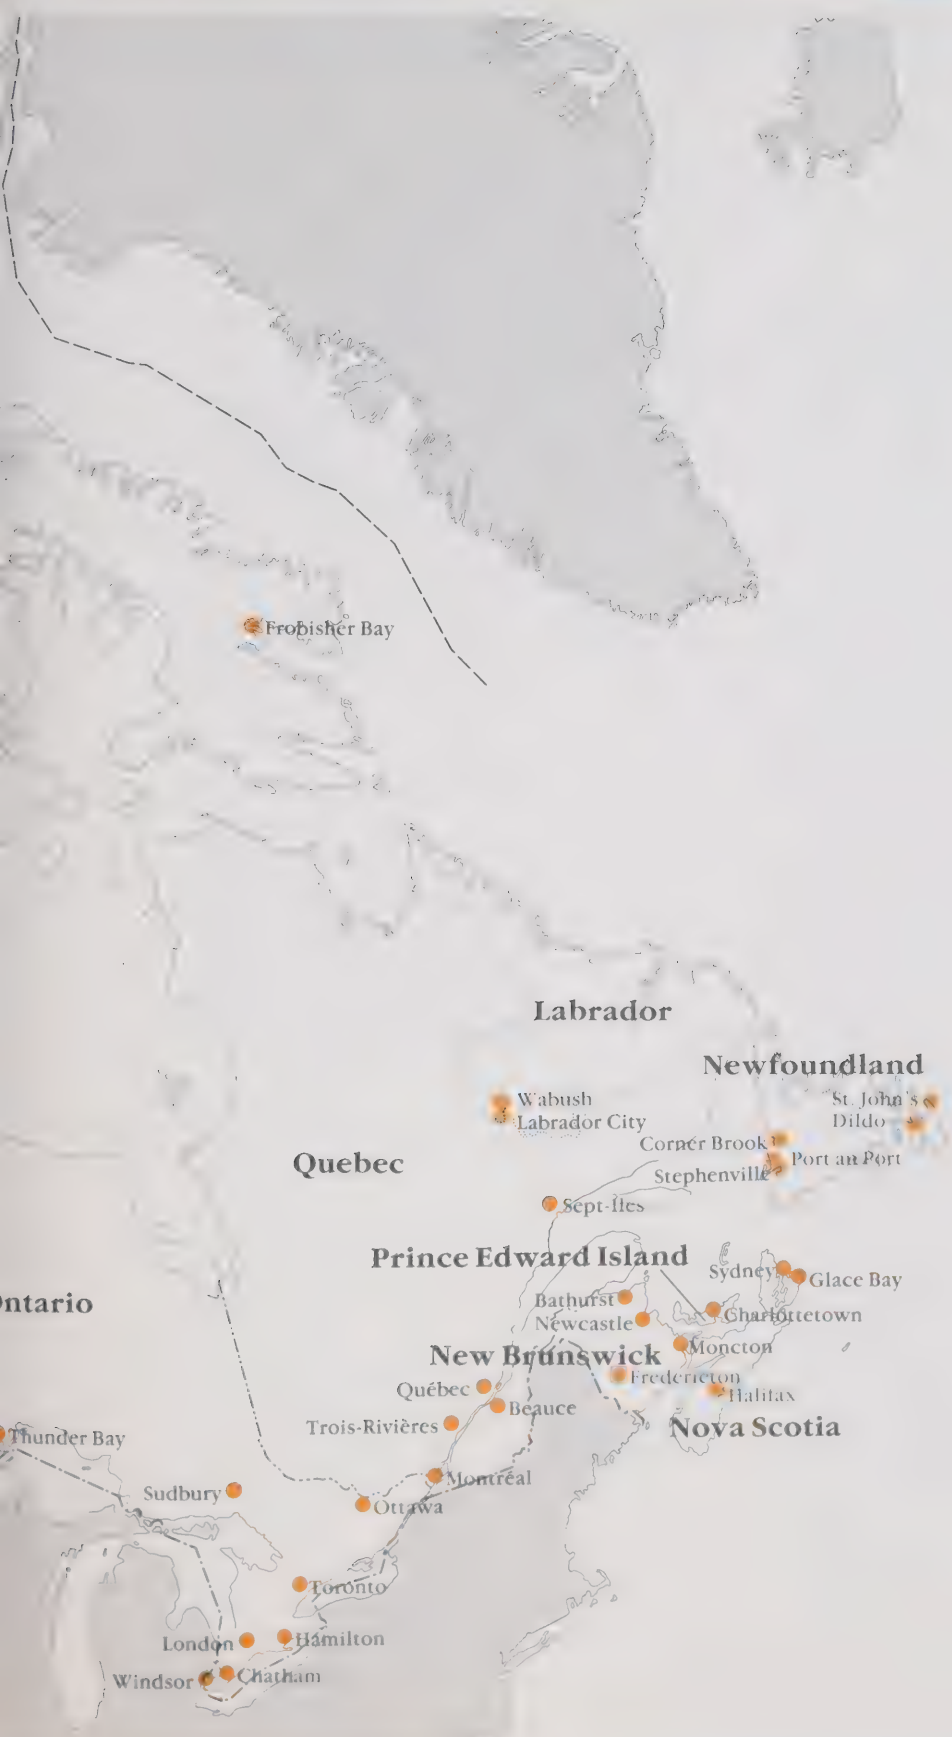 Frobisher Bay
Labrador
Newfoundland
Wabush
Labrador City
St. John's
Dildo
Corner Brook
Port au Port
Stephenville
Quebec
Sept-Îles
Prince Edward Island
Sydney
Glace Bay
Bathurst
Charlottetown
Newcastle
ntario
Moncton
New Brunswick
Fredericton
Québec
Halifax
Beauce
Trois-Rivières
Nova Scotia
Thunder Bay
Montréal
Sudbury
Ottawa
Toronto
London
Hamilton
Windsor
Chatham